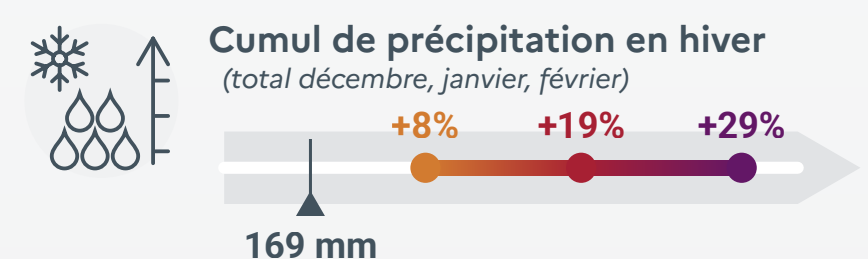 Cumul de précipitation en hiver
(total décembre, janvier, février)
+8% +19% +29%
169 mm